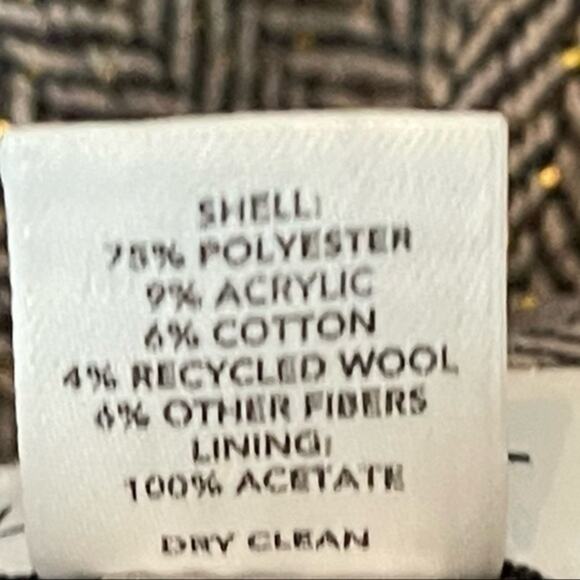 SHELL:
75% POLYESTER
9% ACRYLIC
6% COTTON
4% RECYCLED WOOL
6% OTHER FIBERS
LINING:
100% ACETATE
DRY CLEAN